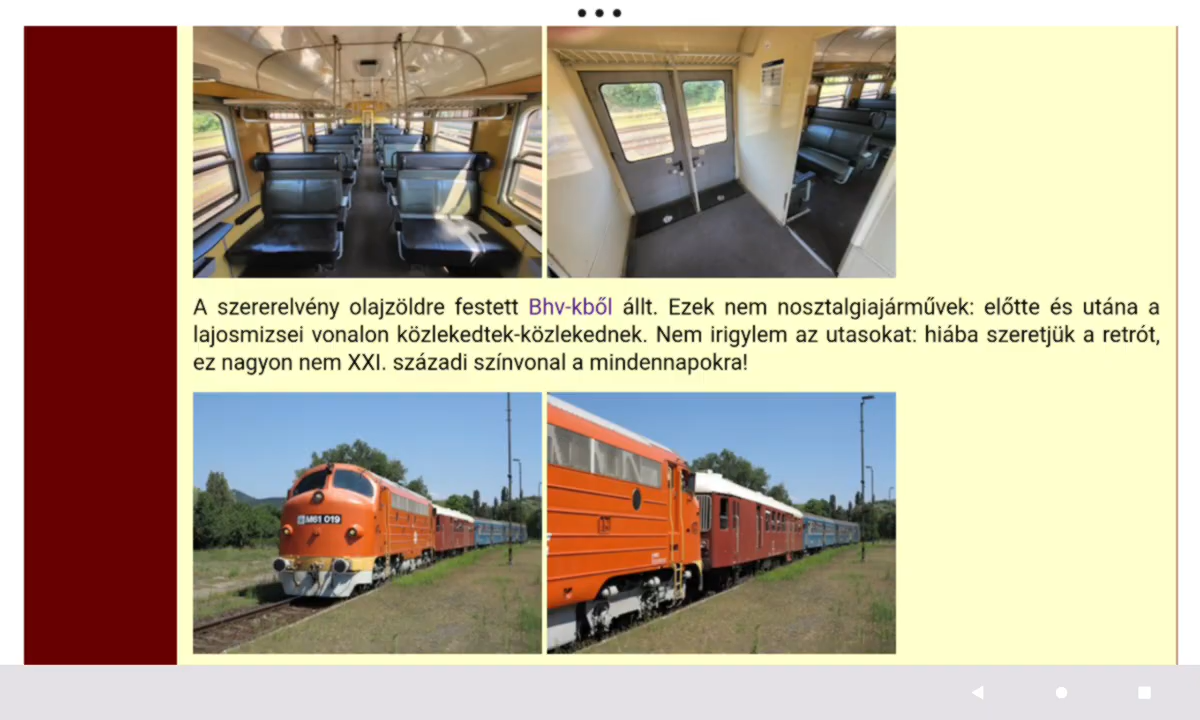 A szererelvény olajzöldre festett Bhv-kből állt. Ezek nem nosztalgiajárművek: előtte és utána a
lajosmizsei vonalon közlekedtek-közlekednek. Nem irigylem az utasokat: hiába szeretjük a retrót,
ez nagyon nem XXI. századi színvonal a mindennapokra!
M61 019